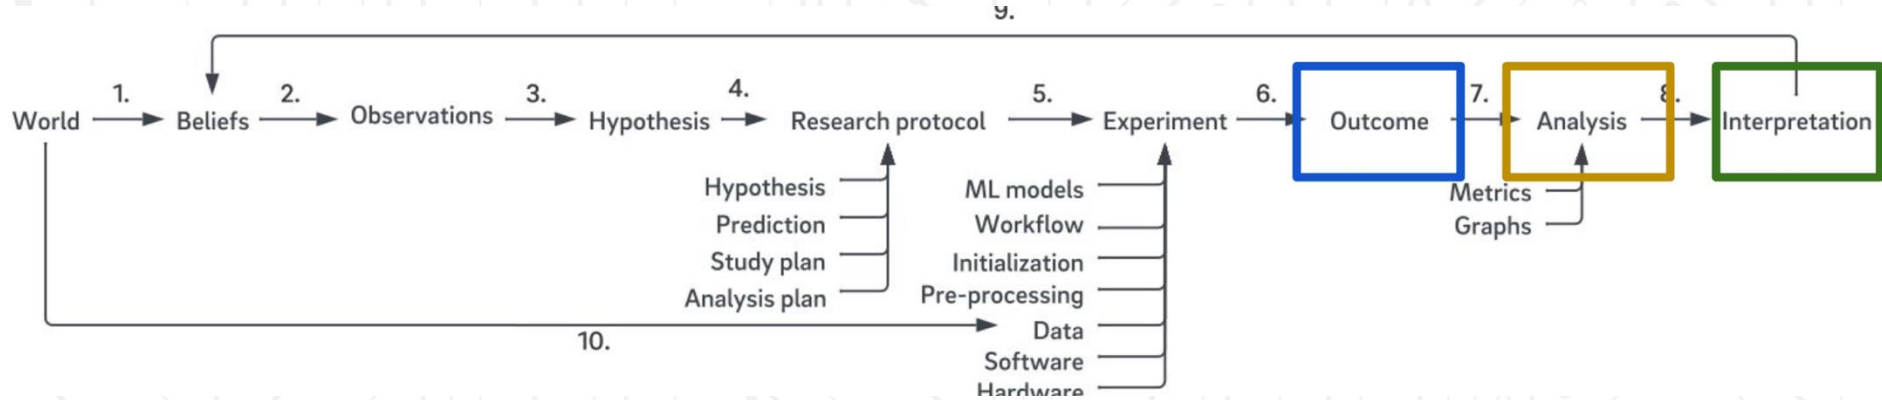 9.
1. 2. 3. 4. 5. 6. 7. 8.
World Beliefs Observations Hypothesis Research protocol Experiment Outcome Analysis Interpretation
Hypothesis
Prediction
Study plan
Analysis plan
ML models
Workflow
Initialization
Pre-processing
Data
Software
Hardware
Metrics
Graphs
10.